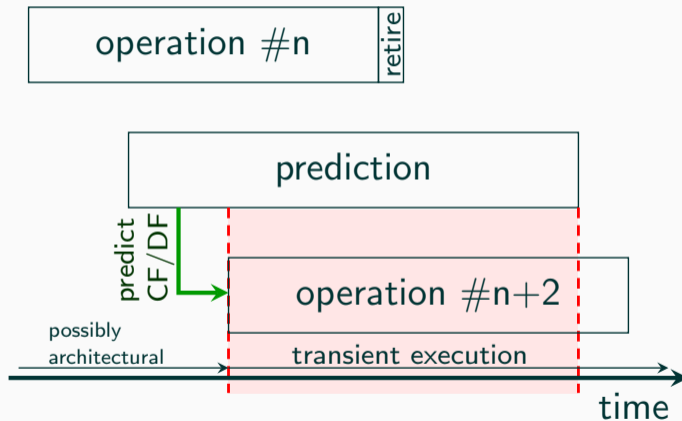 operation #n
retire
prediction
predict
CF/DF
operation #n+2
possibly
architectural
transient execution
time